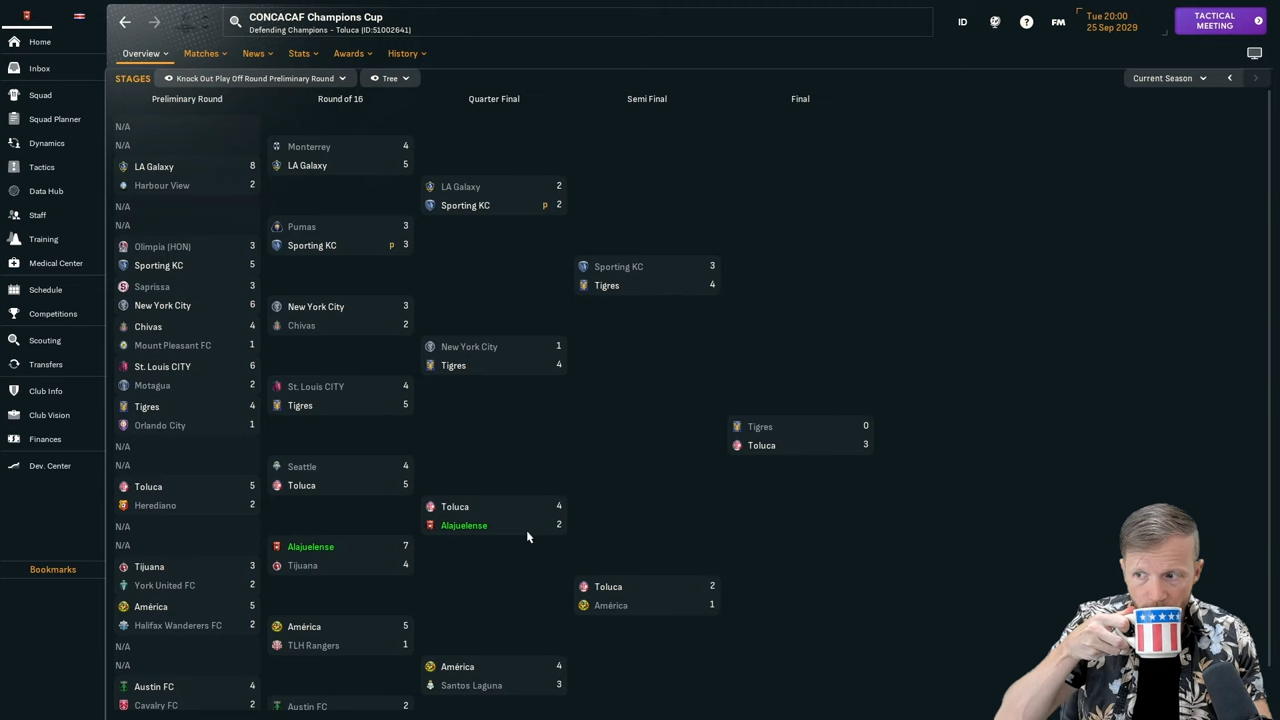 CONCACAF Champions Cup
Defending Champions - Toluca (ID:51002641)
ID
FM
Tue 20:00
25 Sep 2029
TACTICAL
MEETING
Home
Inbox
Squad
Squad Planner
Dynamics
Tactics
Data Hub
Staff
Training
Medical Center
Schedule
Competitions
Scouting
Transfers
Club Info
Club Vision
Finances
Dev. Center
Bookmarks
Overview
Matches
News
Stats
Awards
History
STAGES
Knock Out Play Off Round Preliminary Round
Tree
Current Season
Preliminary Round
Round of 16
Quarter Final
Semi Final
Final
N/A
N/A
LA Galaxy 8
Harbour View 2
N/A
N/A
Olimpia (HON) 3
Sporting KC 5
Saprissa 3
New York City 6
Chivas 4
Mount Pleasant FC 1
St. Louis CITY 6
Motagua 2
Tigres 4
Orlando City 1
N/A
N/A
Toluca 5
Herediano 2
N/A
N/A
Tijuana 3
York United FC 2
América 5
Halifax Wanderers FC 2
N/A
N/A
Austin FC 4
Cavalry FC 2
Monterrey 4
LA Galaxy 5
Pumas 3
Sporting KC p 3
New York City 3
Chivas 2
St. Louis CITY 4
Tigres 5
Seattle 4
Toluca 5
Alajuelense 7
Tijuana 4
América 5
TLH Rangers 1
Austin FC 2
LA Galaxy 2
Sporting KC p 2
New York City 1
Tigres 4
Toluca 4
Alajuelense 2
América 4
Santos Laguna 3
Sporting KC 3
Tigres 4
Toluca 2
América 1
Tigres 0
Toluca 3